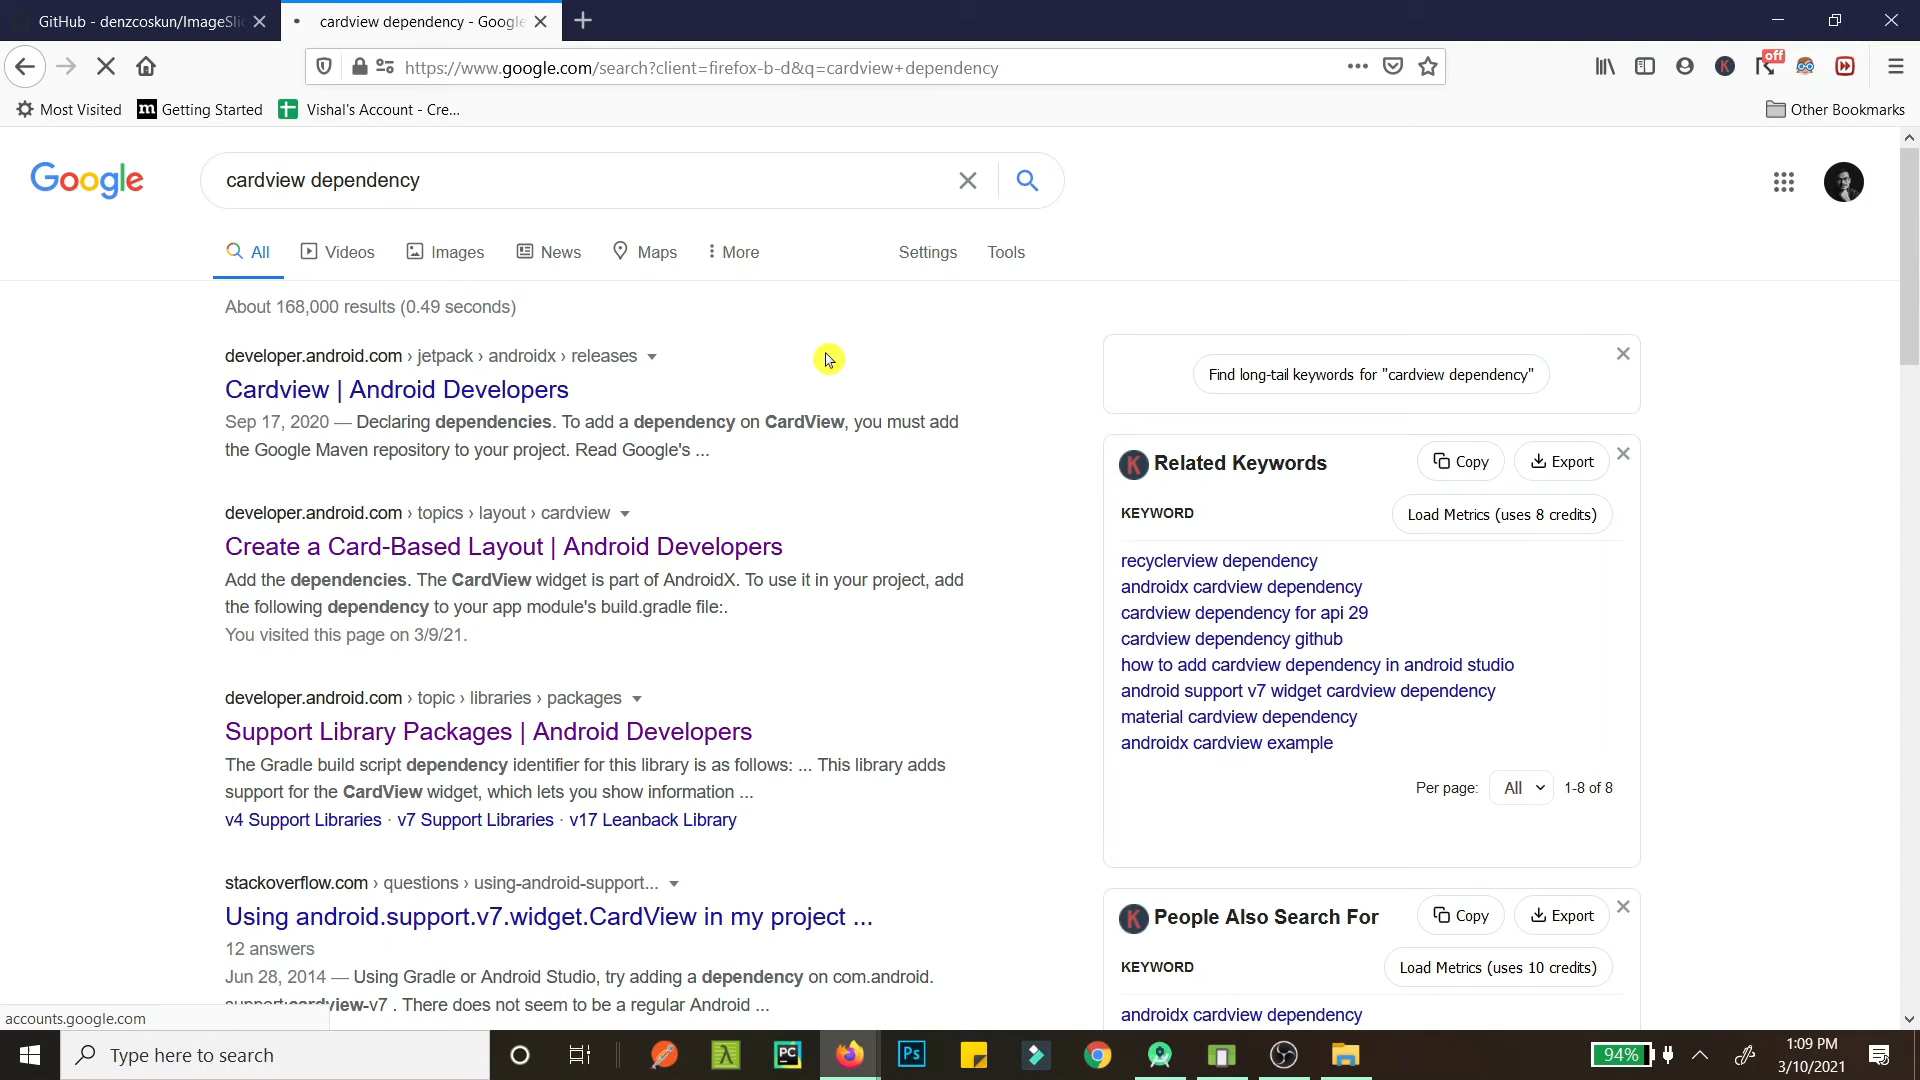 GitHub - denzcoskun/ImageSli
cardview dependency - Google
https://www.google.com/search?client=firefox-b-d&q=cardview+dependency
off
Most Visited
Getting Started
Vishal's Account - Cre...
Other Bookmarks
Google
cardview dependency
All
Videos
Images
News
Maps
More
Settings
Tools
About 168,000 results (0.49 seconds)
developer.android.com › jetpack › androidx › releases
Cardview | Android Developers
Sep 17, 2020 — Declaring dependencies. To add a dependency on CardView, you must add
the Google Maven repository to your project. Read Google's ...
developer.android.com › topics › layout › cardview
Create a Card-Based Layout | Android Developers
Add the dependencies. The CardView widget is part of AndroidX. To use it in your project, add
the following dependency to your app module's build.gradle file:.
You visited this page on 3/9/21.
developer.android.com › topic › libraries › packages
Support Library Packages | Android Developers
The Gradle build script dependency identifier for this library is as follows: ... This library adds
support for the CardView widget, which lets you show information ...
v4 Support Libraries · v7 Support Libraries · v17 Leanback Library
stackoverflow.com › questions › using-android-support...
Using android.support.v7.widget.CardView in my project ...
12 answers
Jun 28, 2014 — Using Gradle or Android Studio, try adding a dependency on com.android.
support:cardview-v7 . There does not seem to be a regular Android ...
Find long-tail keywords for "cardview dependency"
K Related Keywords
Copy
Export
KEYWORD
Load Metrics (uses 8 credits)
recyclerview dependency
androidx cardview dependency
cardview dependency for api 29
cardview dependency github
how to add cardview dependency in android studio
android support v7 widget cardview dependency
material cardview dependency
androidx cardview example
Per page:
All
1-8 of 8
K People Also Search For
Copy
Export
KEYWORD
Load Metrics (uses 10 credits)
androidx cardview dependency
accounts.google.com
Type here to search
PC
Ps
94%
1:09 PM
3/10/2021